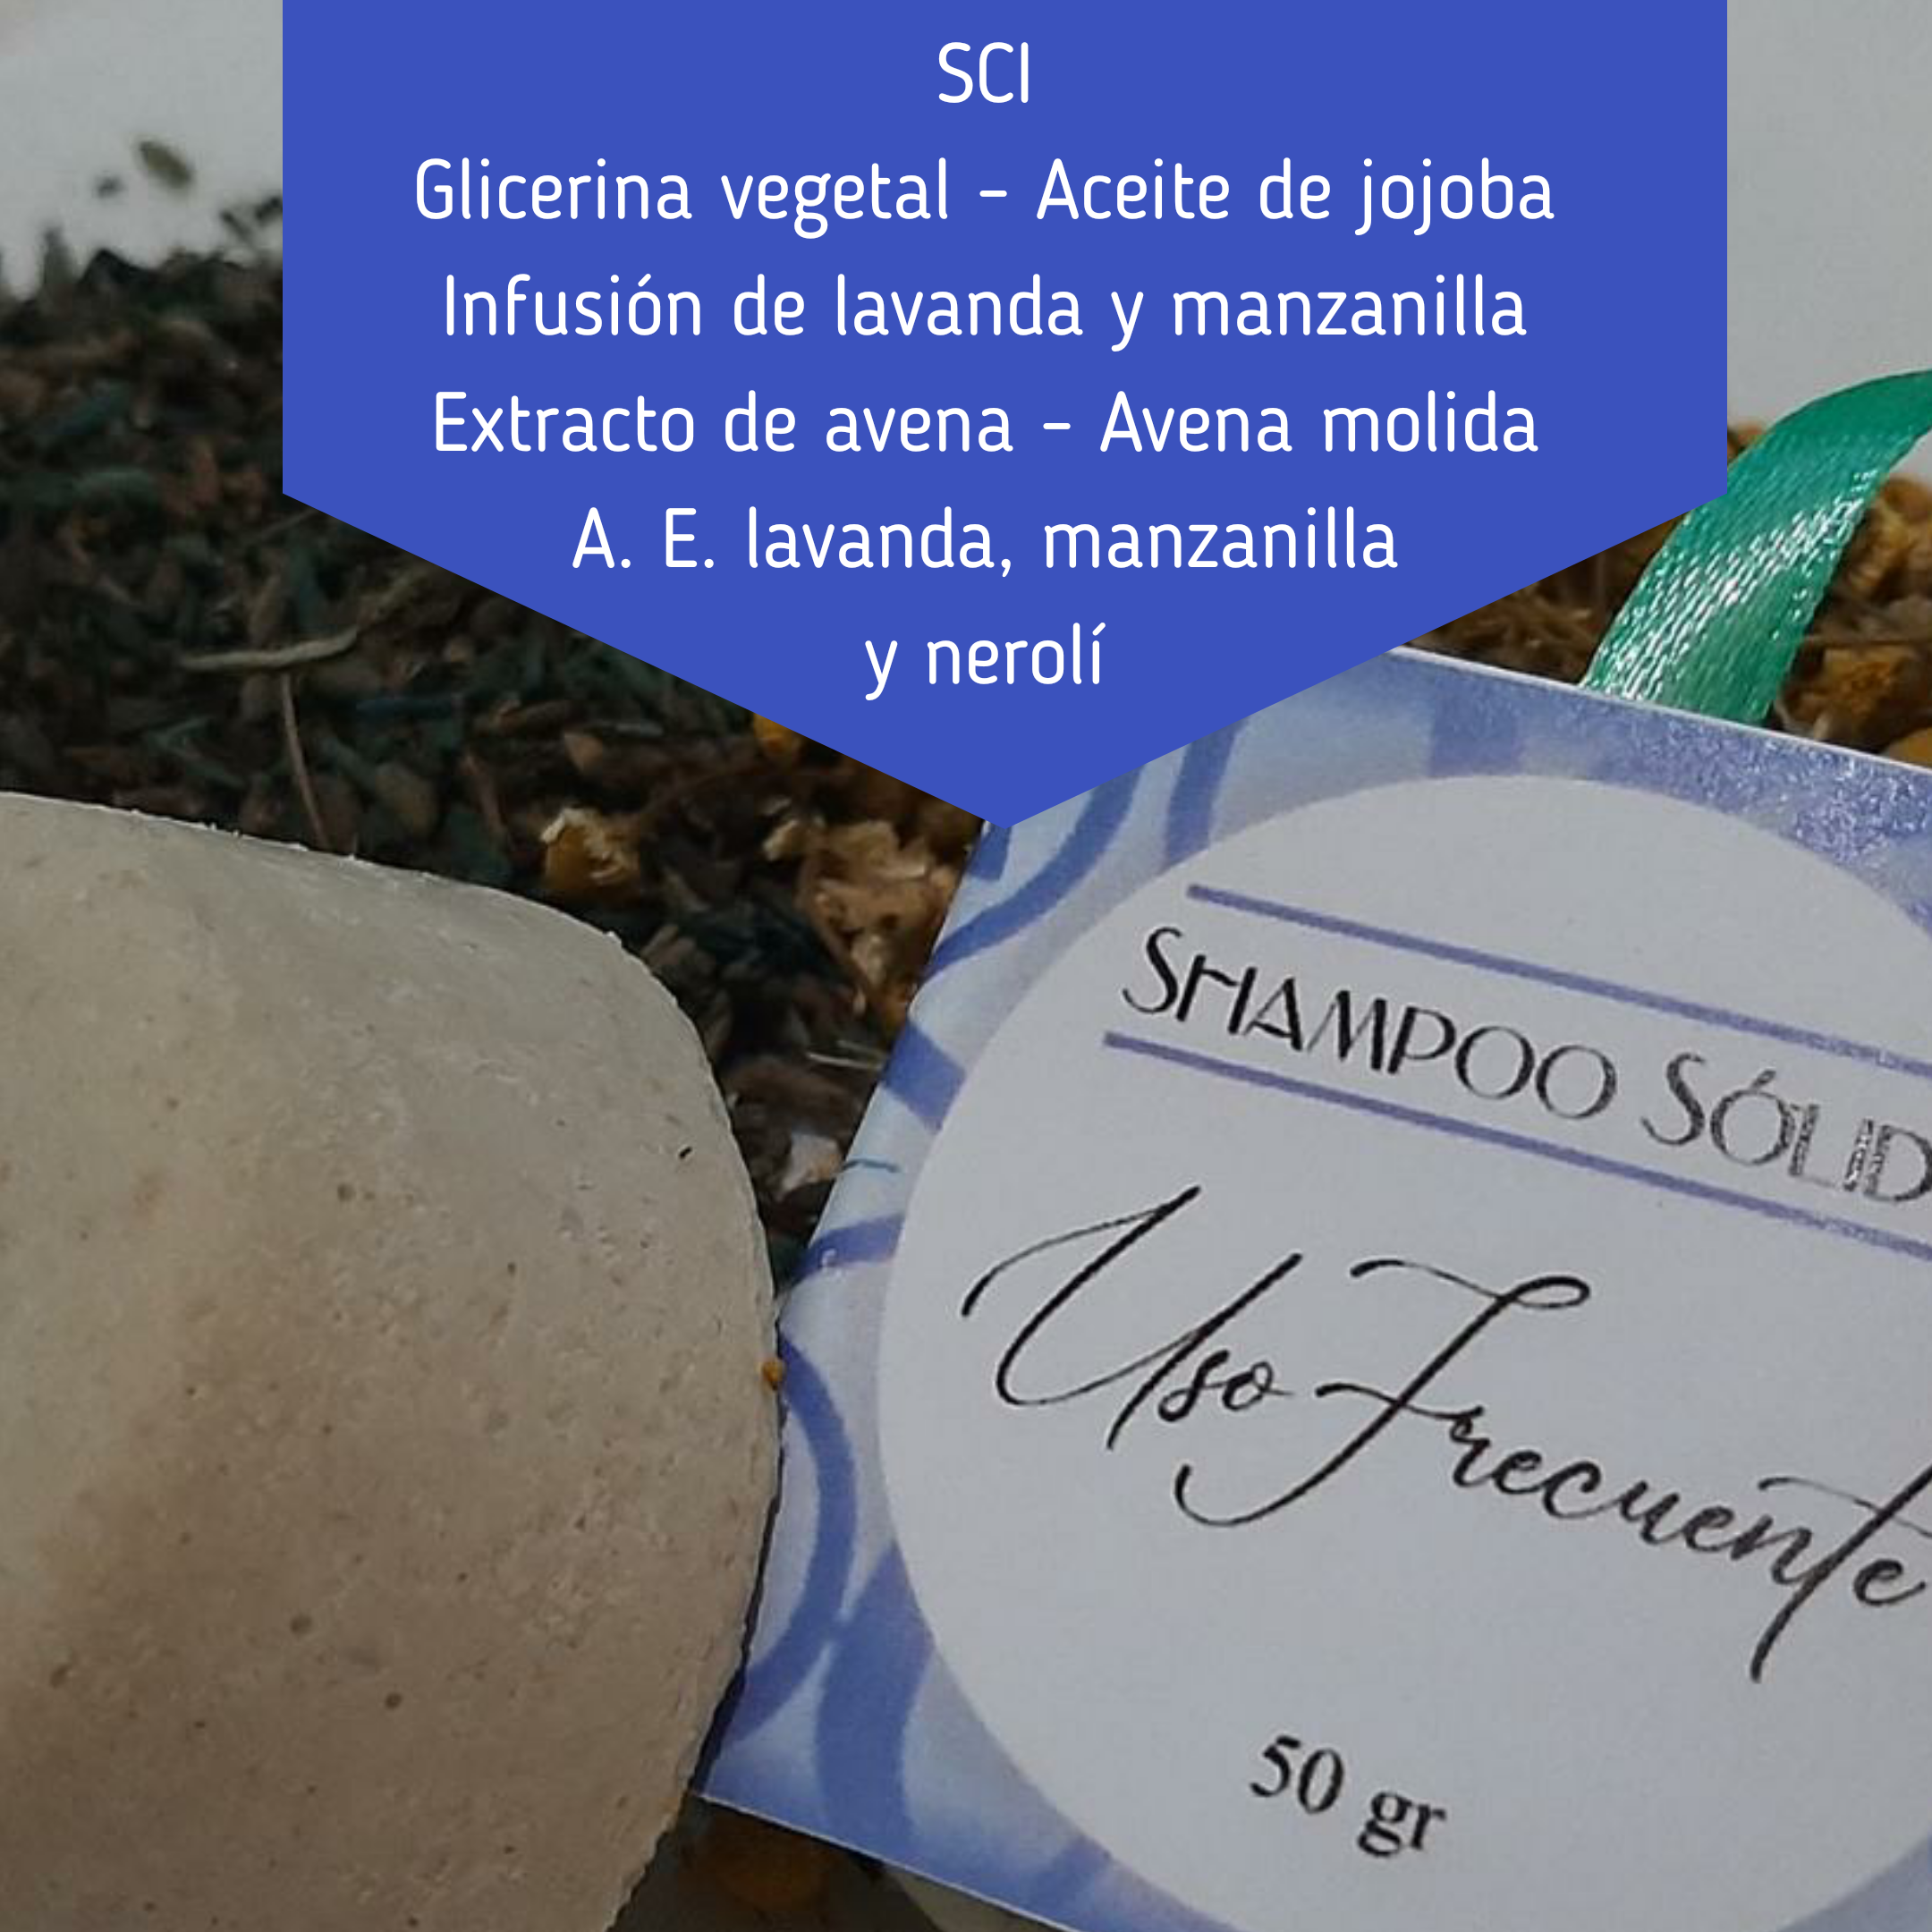 SCI
Glicerina vegetal - Aceite de jojoba
Infusión de lavanda y manzanilla
Extracto de avena - Avena molida
A. E. lavanda, manzanilla
y nerolí
SHAMPOO SÓLID
Uso Frecuente
50 gr